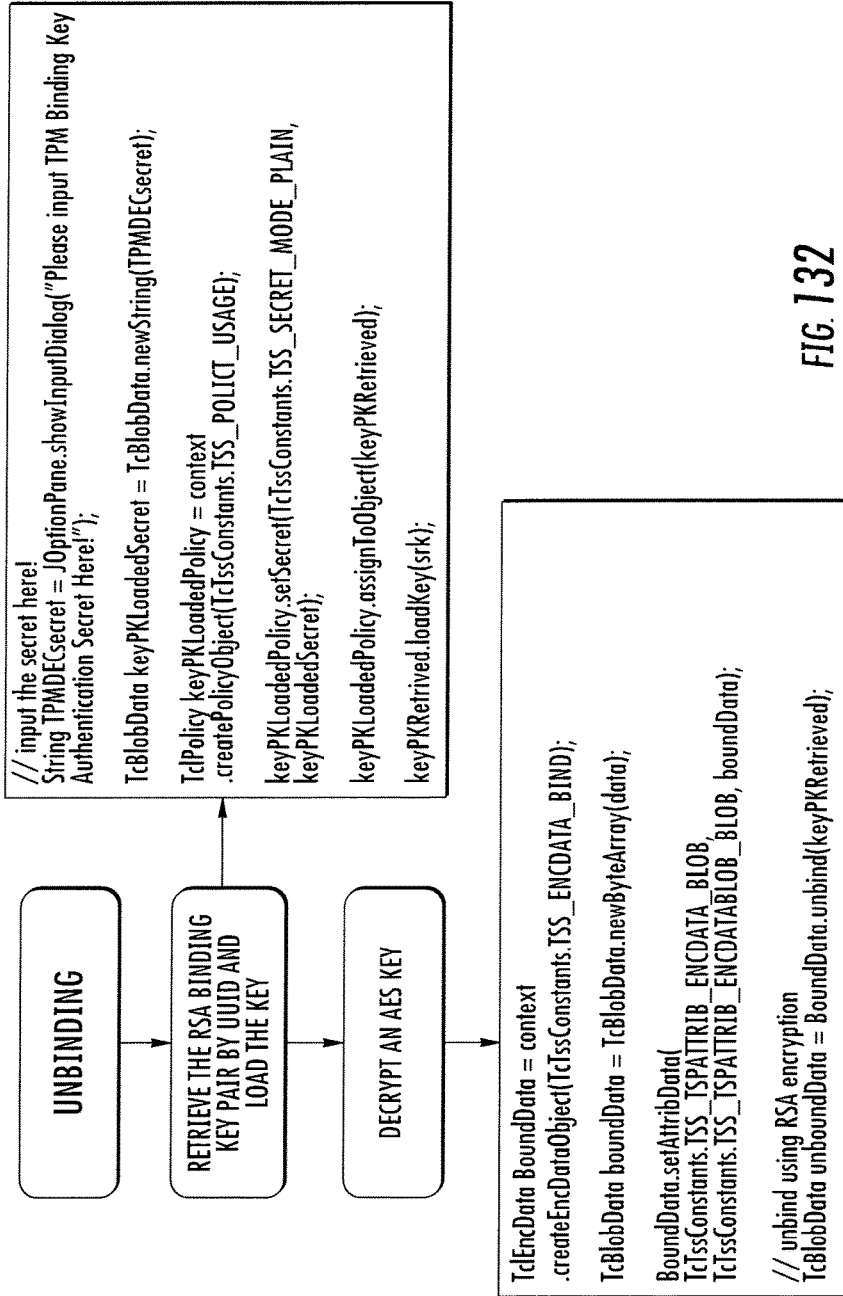 UNBINDING
RETRIEVE THE RSA BINDING
KEY PAIR BY UUID AND
LOAD THE KEY
DECRYPT AN AES KEY
// input the secret here!
String TPMDECsecret = JOptionPane.showInputDialog("Please input TPM Binding Key
Authentication Secret Here!");
TcBlobData keyPKLoadedSecret = TcBlobData.newString(TPMDECsecret);
TcIPolicy keyPKLoadedPolicy = context
.createPolicyObject(TcTssConstants.TSS_POLICT_USAGE);
keyPKLoadedPolicy.setSecret(TcTssConstants.TSS_SECRET_MODE_PLAIN,
keyPKLoadedSecret);
keyPKLoadedPolicy.assignToObject(keyPKRetrieved);
keyPKRetrived.loadKey(srk);
TcIEncData BoundData = context
.createEncDataObject(TcTssConstants.TSS_ENCDATA_BIND);
TcBlobData boundData = TcBlobData.newByteArray(data);
BoundData.setAttribData(
TcTssConstants.TSS_TSPATTRIB_ENCDATA_BLOB,
TcTssConstants.TSS_TSPATTRIB_ENCDATABLOB_BLOB, boundData);
// unbind using RSA encryption
TcBlobData unboundData = BoundData.unbind(keyPKRetrieved);
FIG. 132